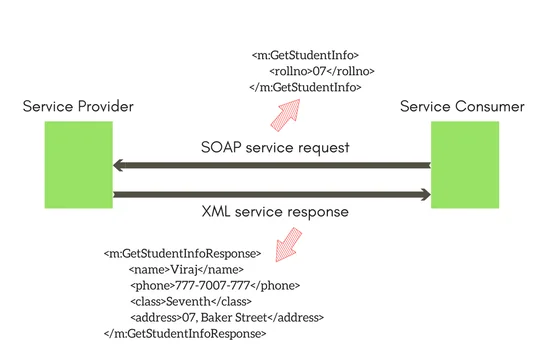 <m:GetStudentInfo>
<rollno>07</rollno>
</m:GetStudentInfo>
Service Provider
Service Consumer
SOAP service request
XML service response
<m:GetStudentInfoResponse>
<name>Viraj</name>
<phone>777-7007-777</phone>
<class>Seventh</class>
<address>07, Baker Street</address>
</m:GetStudentInfoResponse>